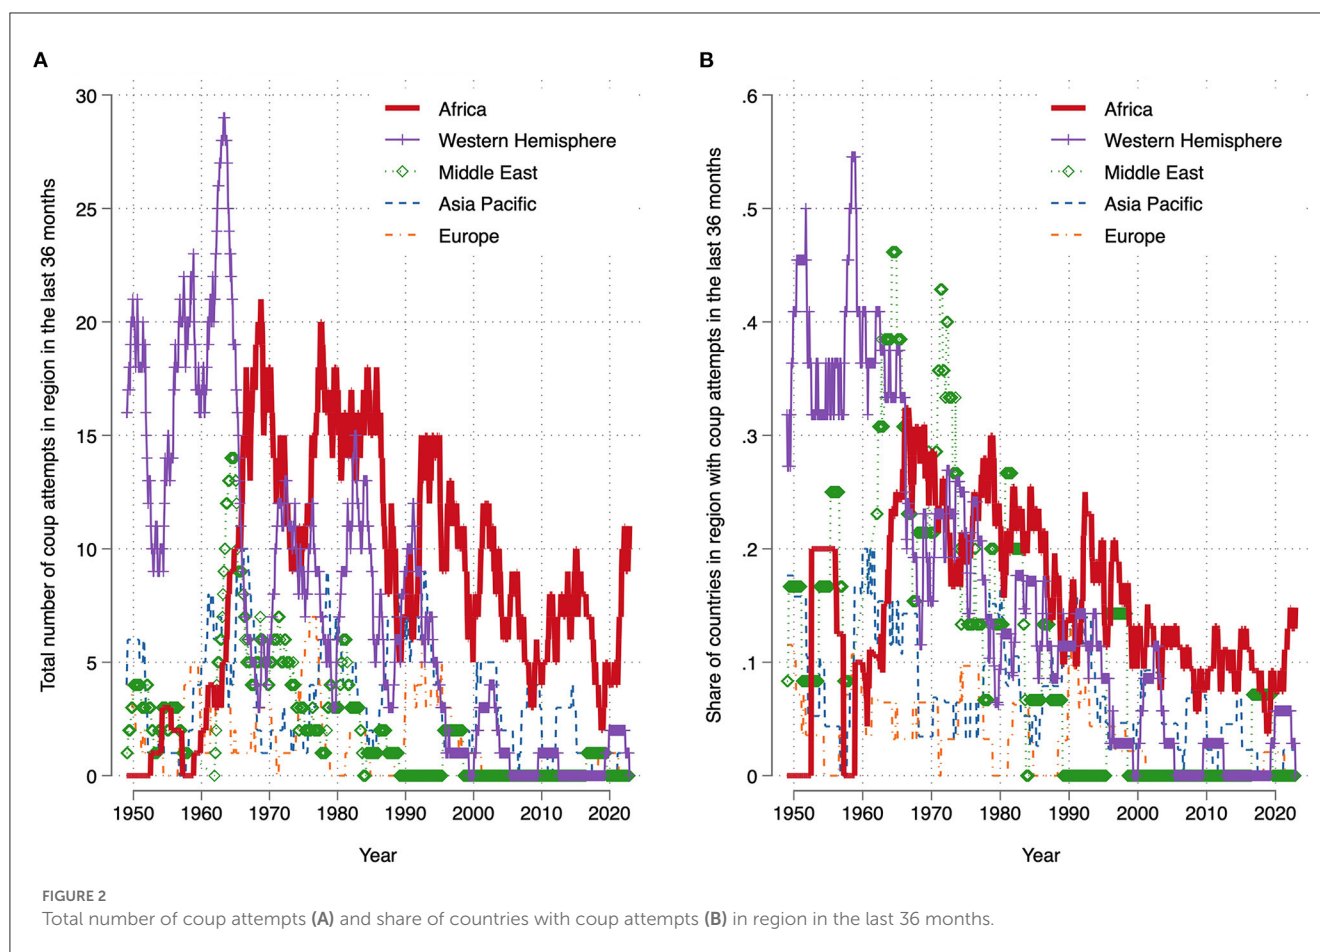 A
Total number of coup attempts in region in the last 36 months
30
25
20
15
10
5
0
Africa
Western Hemisphere
Middle East
Asia Pacific
Europe
1950 1960 1970 1980 1990 2000 2010 2020
Year
B
Share of countries in region with coup attempts in the last 36 months
.6
.5
.4
.3
.2
.1
0
Africa
Western Hemisphere
Middle East
Asia Pacific
Europe
1950 1960 1970 1980 1990 2000 2010 2020
Year
FIGURE 2
Total number of coup attempts (A) and share of countries with coup attempts (B) in region in the last 36 months.